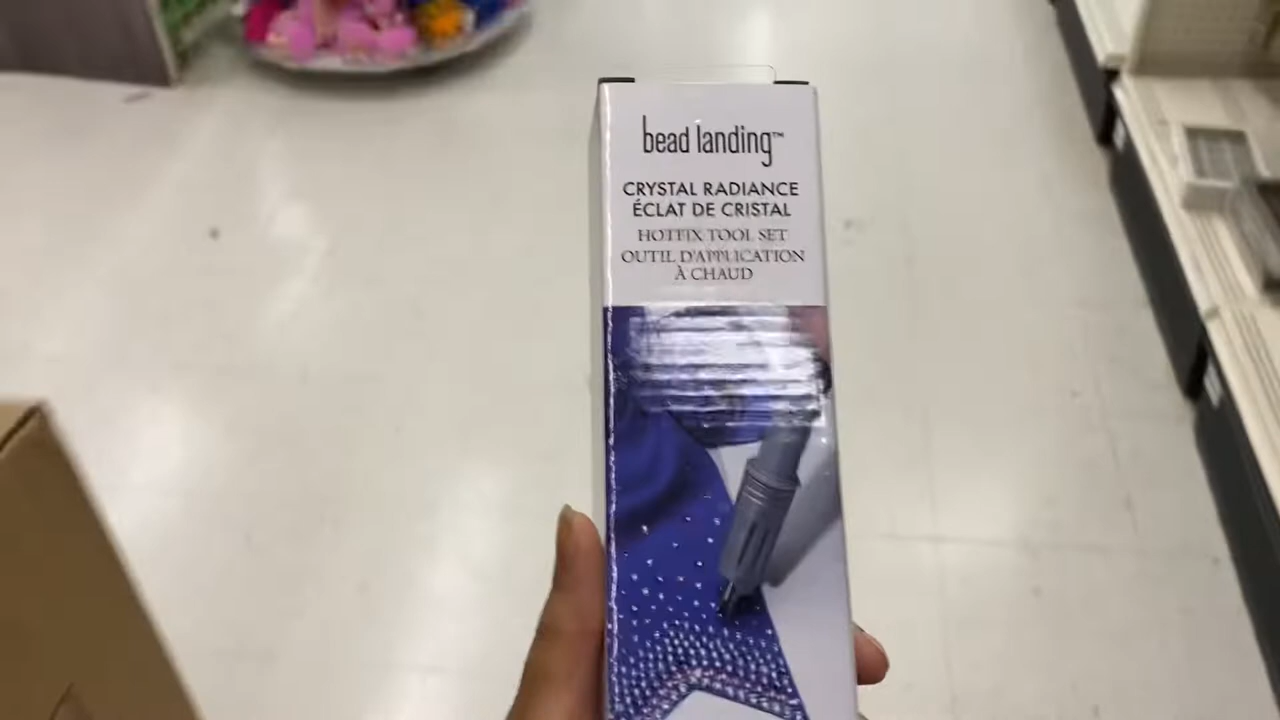 bead landing™
CRYSTAL RADIANCE
ÉCLAT DE CRISTAL
HOTFIX TOOL SET
OUTIL D'APPLICATION
À CHAUD